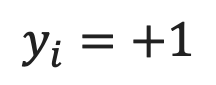 yᵢ = +1